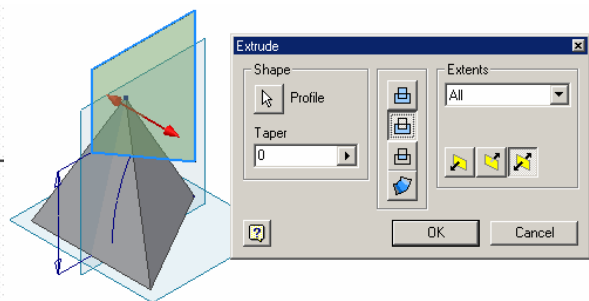 Extrude
Shape
Profile
Taper
0
Extents
All
?
OK
Cancel